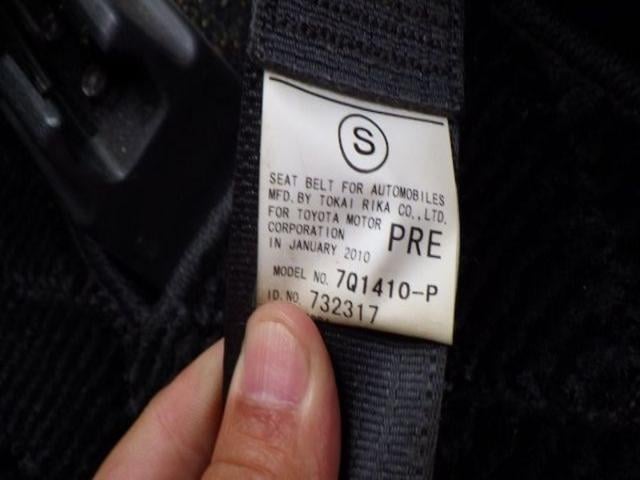 S
SEAT BELT FOR AUTOMOBILES
MFD. BY TOKAI RIKA CO., LTD.
FOR TOYOTA MOTOR
CORPORATION PRE
IN JANUARY 2010
MODEL NO. 7Q1410-P
ID. NO. 732317